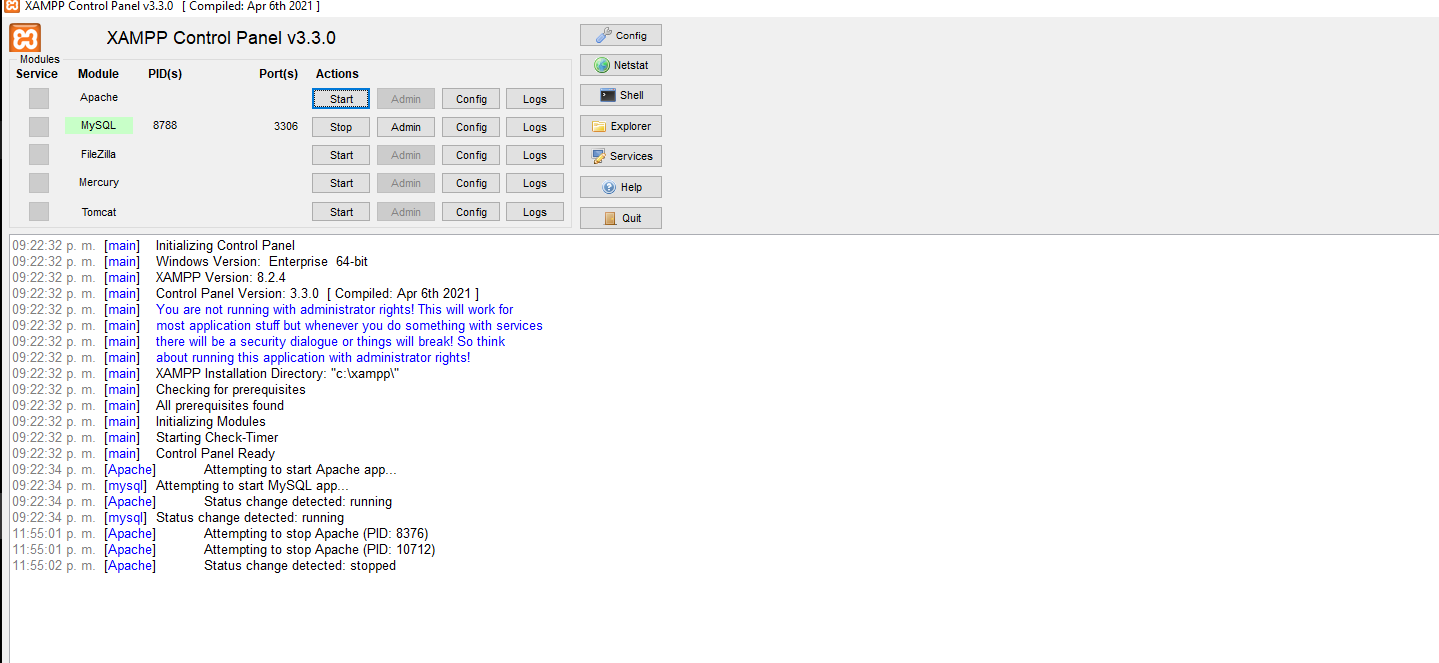 XAMPP Control Panel v3.3.0 [ Compiled: Apr 6th 2021 ]
XAMPP Control Panel v3.3.0
Config
Modules
Service Module PID(s) Port(s) Actions
Netstat
Apache Start Admin Config Logs
Shell
MySQL 8788 3306 Stop Admin Config Logs
Explorer
FileZilla Start Admin Config Logs
Services
Mercury Start Admin Config Logs
Help
Tomcat Start Admin Config Logs
Quit
09:22:32 p. m. [main] Initializing Control Panel
09:22:32 p. m. [main] Windows Version: Enterprise 64-bit
09:22:32 p. m. [main] XAMPP Version: 8.2.4
09:22:32 p. m. [main] Control Panel Version: 3.3.0 [ Compiled: Apr 6th 2021 ]
09:22:32 p. m. [main] You are not running with administrator rights! This will work for
09:22:32 p. m. [main] most application stuff but whenever you do something with services
09:22:32 p. m. [main] there will be a security dialogue or things will break! So think
09:22:32 p. m. [main] about running this application with administrator rights!
09:22:32 p. m. [main] XAMPP Installation Directory: "c:\xampp\"
09:22:32 p. m. [main] Checking for prerequisites
09:22:32 p. m. [main] All prerequisites found
09:22:32 p. m. [main] Initializing Modules
09:22:32 p. m. [main] Starting Check-Timer
09:22:32 p. m. [main] Control Panel Ready
09:22:34 p. m. [Apache] Attempting to start Apache app...
09:22:34 p. m. [mysql] Attempting to start MySQL app...
09:22:34 p. m. [Apache] Status change detected: running
09:22:34 p. m. [mysql] Status change detected: running
11:55:01 p. m. [Apache] Attempting to stop Apache (PID: 8376)
11:55:01 p. m. [Apache] Attempting to stop Apache (PID: 10712)
11:55:02 p. m. [Apache] Status change detected: stopped